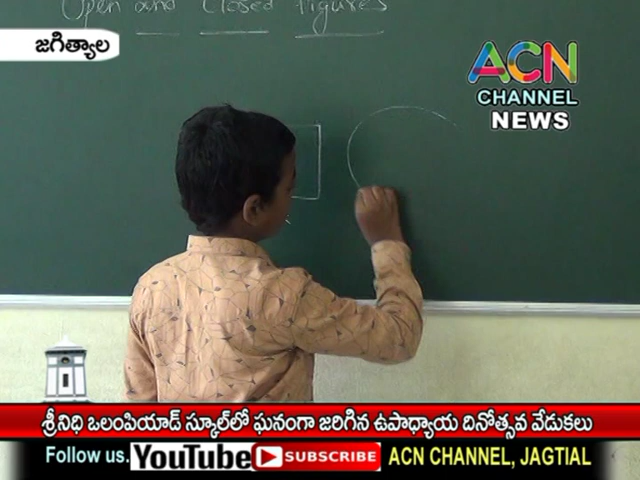 Open and Closed figures
జగిత్యాల
ACN
CHANNEL
NEWS
శ్రీనిధి ఒలంపియాడ్ స్కూల్‌లో ఘనంగా జరిగిన ఉపాధ్యాయ దినోత్సవ వేడుకలు
Follow us. YouTube SUBSCRIBE ACN CHANNEL, JAGTIAL